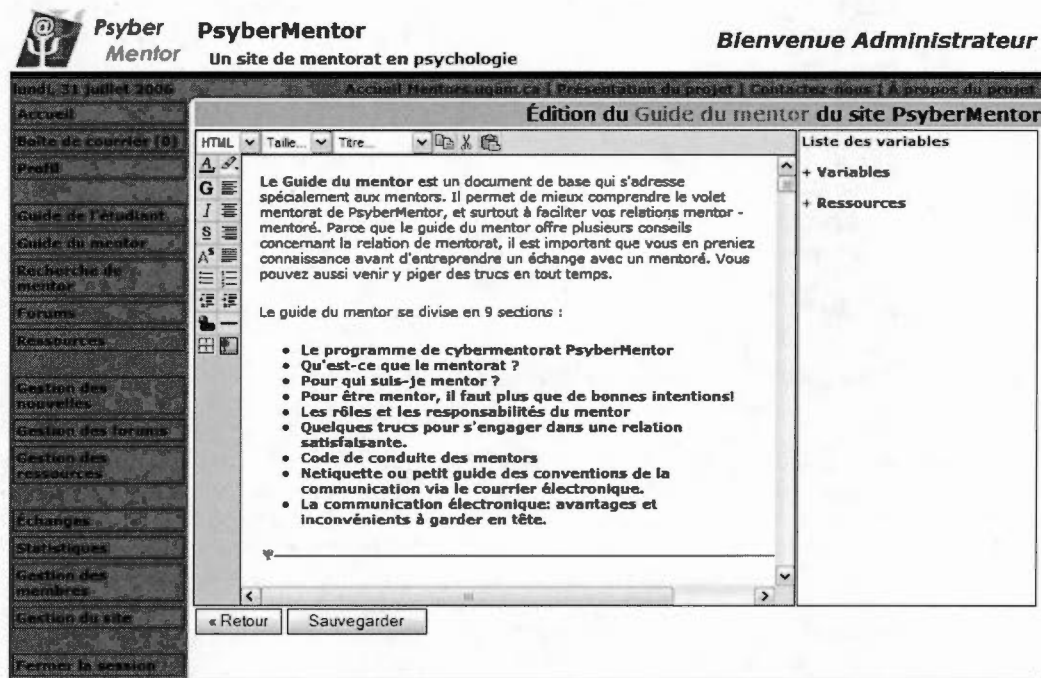 Psyber
Mentor
PsyberMentor
Un site de mentorat en psychologie
Bienvenue Administrateur
lundi, 31 juillet 2006
Accueil Mentors.uqam.ca | Présentation du projet | Contactez-nous | À propos du projet
Accueil
Boîte de courrier (0)
Profil
Guide de l'étudiant
Guide du mentor
Recherche de
mentor
Forums
Ressources
Gestion des
nouvelles
Gestion des forums
Gestion des
ressources
Échanges
Statistiques
Gestion des
membres
Gestion du site
Fermer la session
Édition du Guide du mentor du site PsyberMentor
HTML Taille... Titre...
A
G
I
S
A S
Le Guide du mentor est un document de base qui s'adresse
spécialement aux mentors. Il permet de mieux comprendre le volet
mentorat de PsyberMentor, et surtout à faciliter vos relations mentor -
mentoré. Parce que le guide du mentor offre plusieurs conseils
concernant la relation de mentorat, il est important que vous en preniez
connaissance avant d'entreprendre un échange avec un mentoré. Vous
pouvez aussi venir y piger des trucs en tout temps.
Le guide du mentor se divise en 9 sections :
• Le programme de cybermentorat PsyberMentor
• Qu'est-ce que le mentorat ?
• Pour qui suis-je mentor ?
• Pour être mentor, il faut plus que de bonnes intentions!
• Les rôles et les responsabilités du mentor
• Quelques trucs pour s'engager dans une relation
satisfaisante.
• Code de conduite des mentors
• Netiquette ou petit guide des conventions de la
communication via le courrier électronique.
• La communication électronique: avantages et
inconvénients à garder en tête.
Liste des variables
+ Variables
+ Ressources
« Retour
Sauvegarder